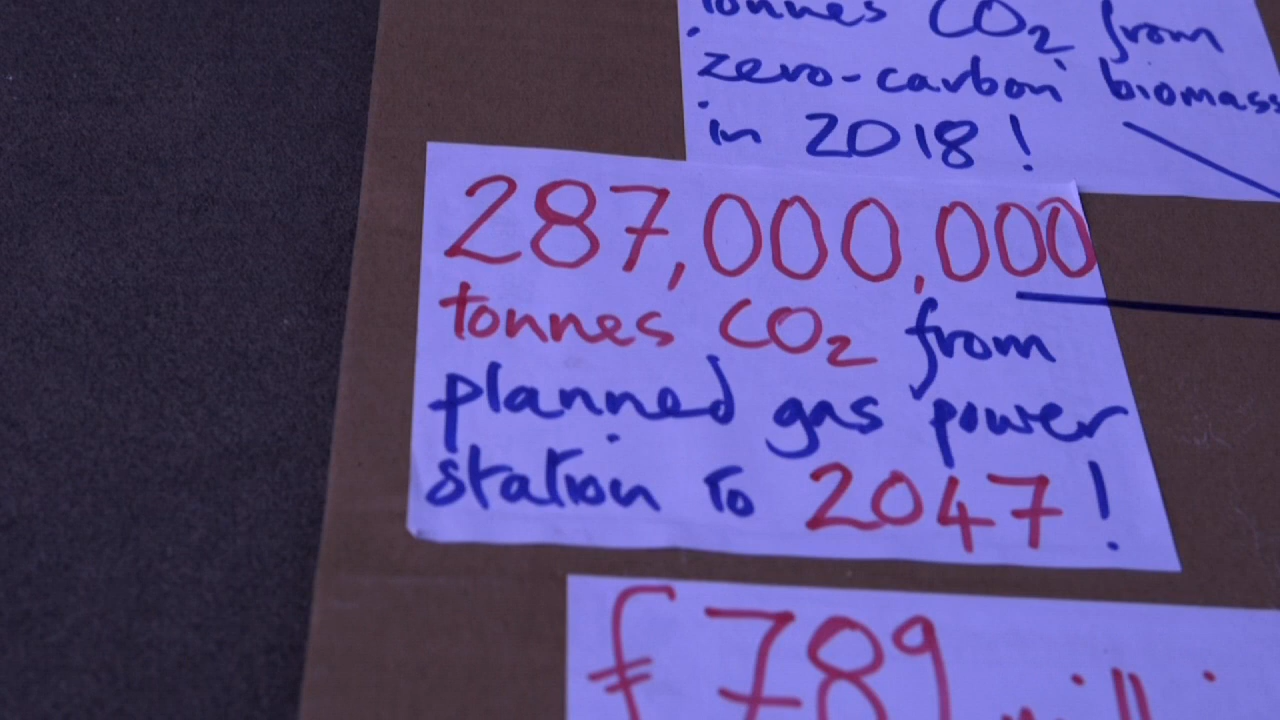 tonnes CO₂ from
zero-carbon biomass
in 2018!
287,000,000
tonnes CO₂ from
planned gas power
station to 2047!
£789